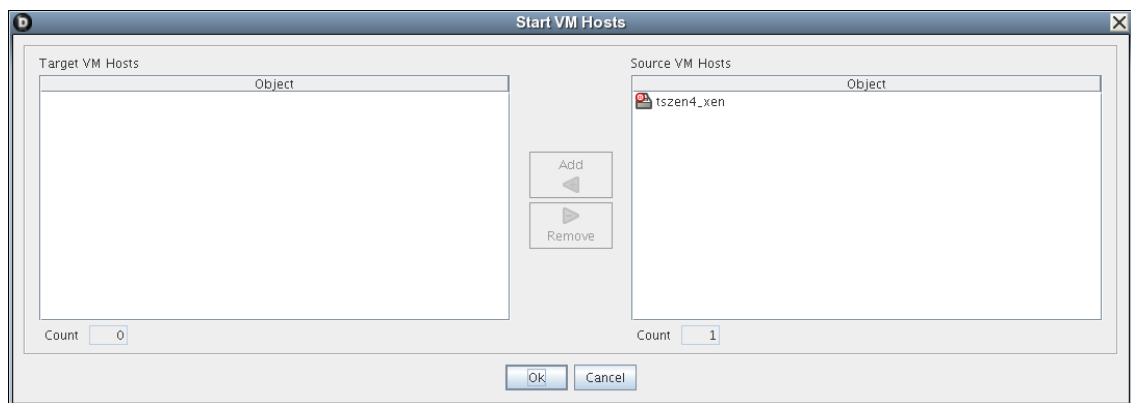 D
Start VM Hosts
Target VM Hosts
Object
Count 0
Add
Remove
Source VM Hosts
Object
tszen4_xen
Count 1
Ok Cancel